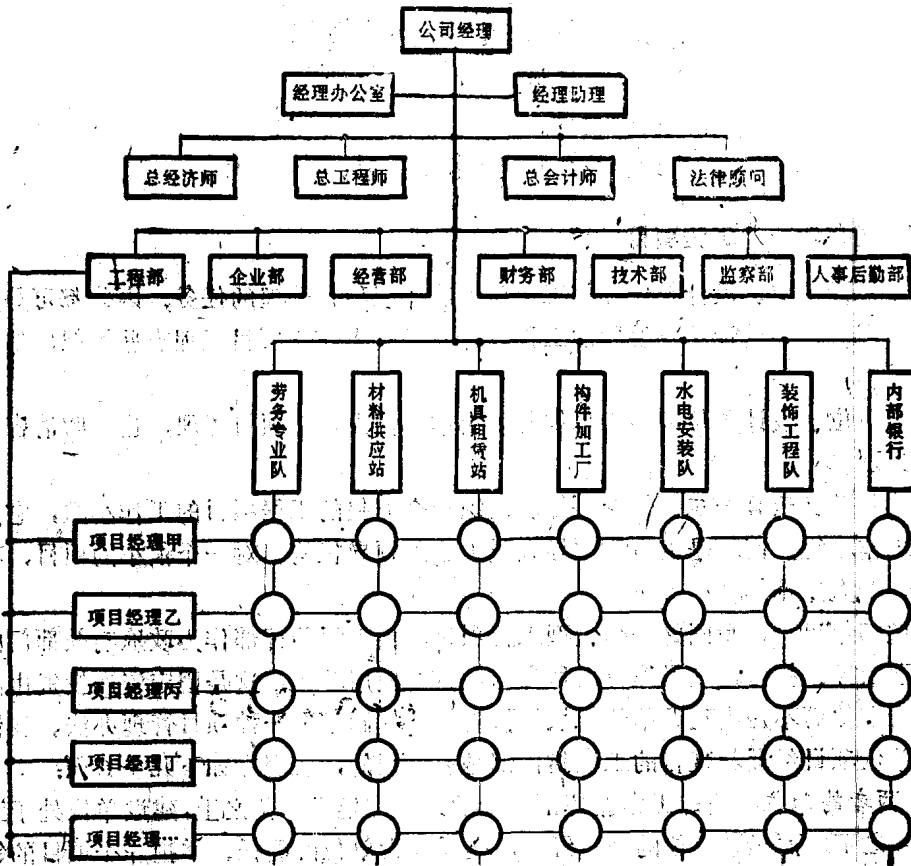 公司经理
经理办公室
经理助理
总经济师
总工程师
总会计师
法律顾问
工程部
企业部
经营部
财务部
技术部
监察部
人事后勤部
劳务专业队
材料供应站
机具租赁站
构件加工厂
水电安装队
装饰工程队
内部银行
项目经理甲
项目经理乙
项目经理丙
项目经理丁
项目经理…